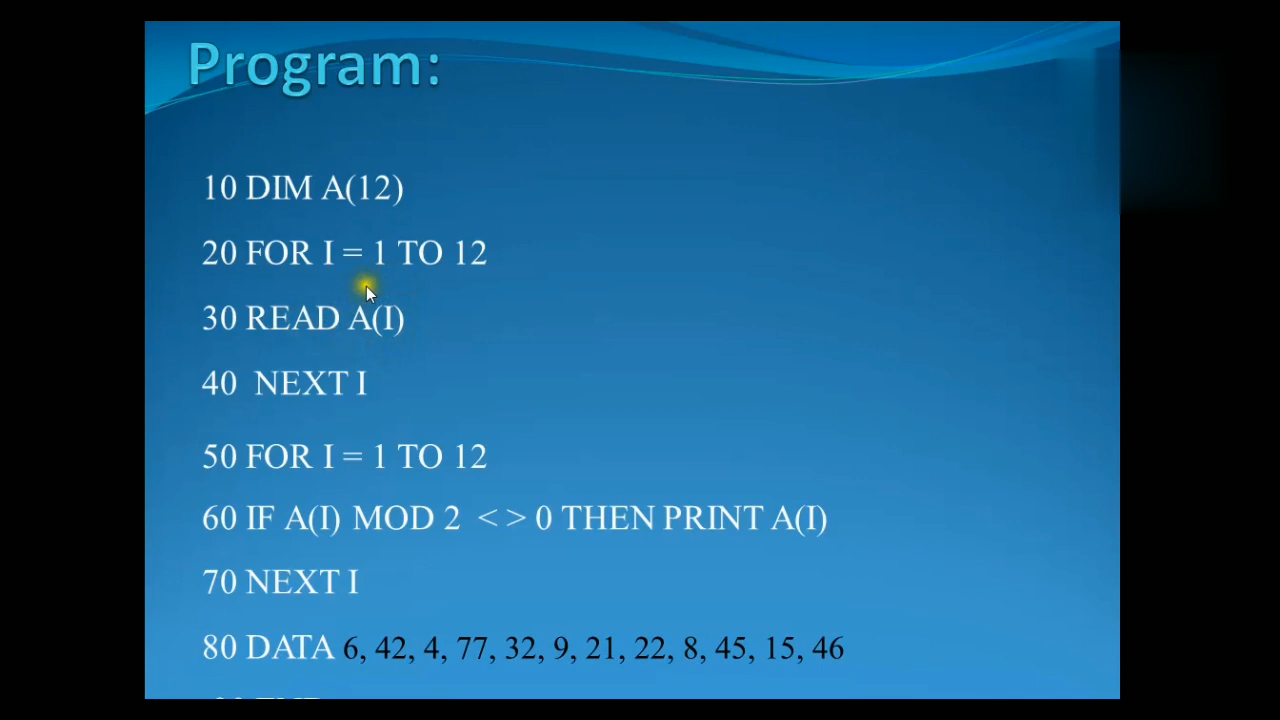 Program:
10 DIM A(12)
20 FOR I = 1 TO 12
30 READ A(I)
40 NEXT I
50 FOR I = 1 TO 12
60 IF A(I) MOD 2 < > 0 THEN PRINT A(I)
70 NEXT I
80 DATA 6, 42, 4, 77, 32, 9, 21, 22, 8, 45, 15, 46